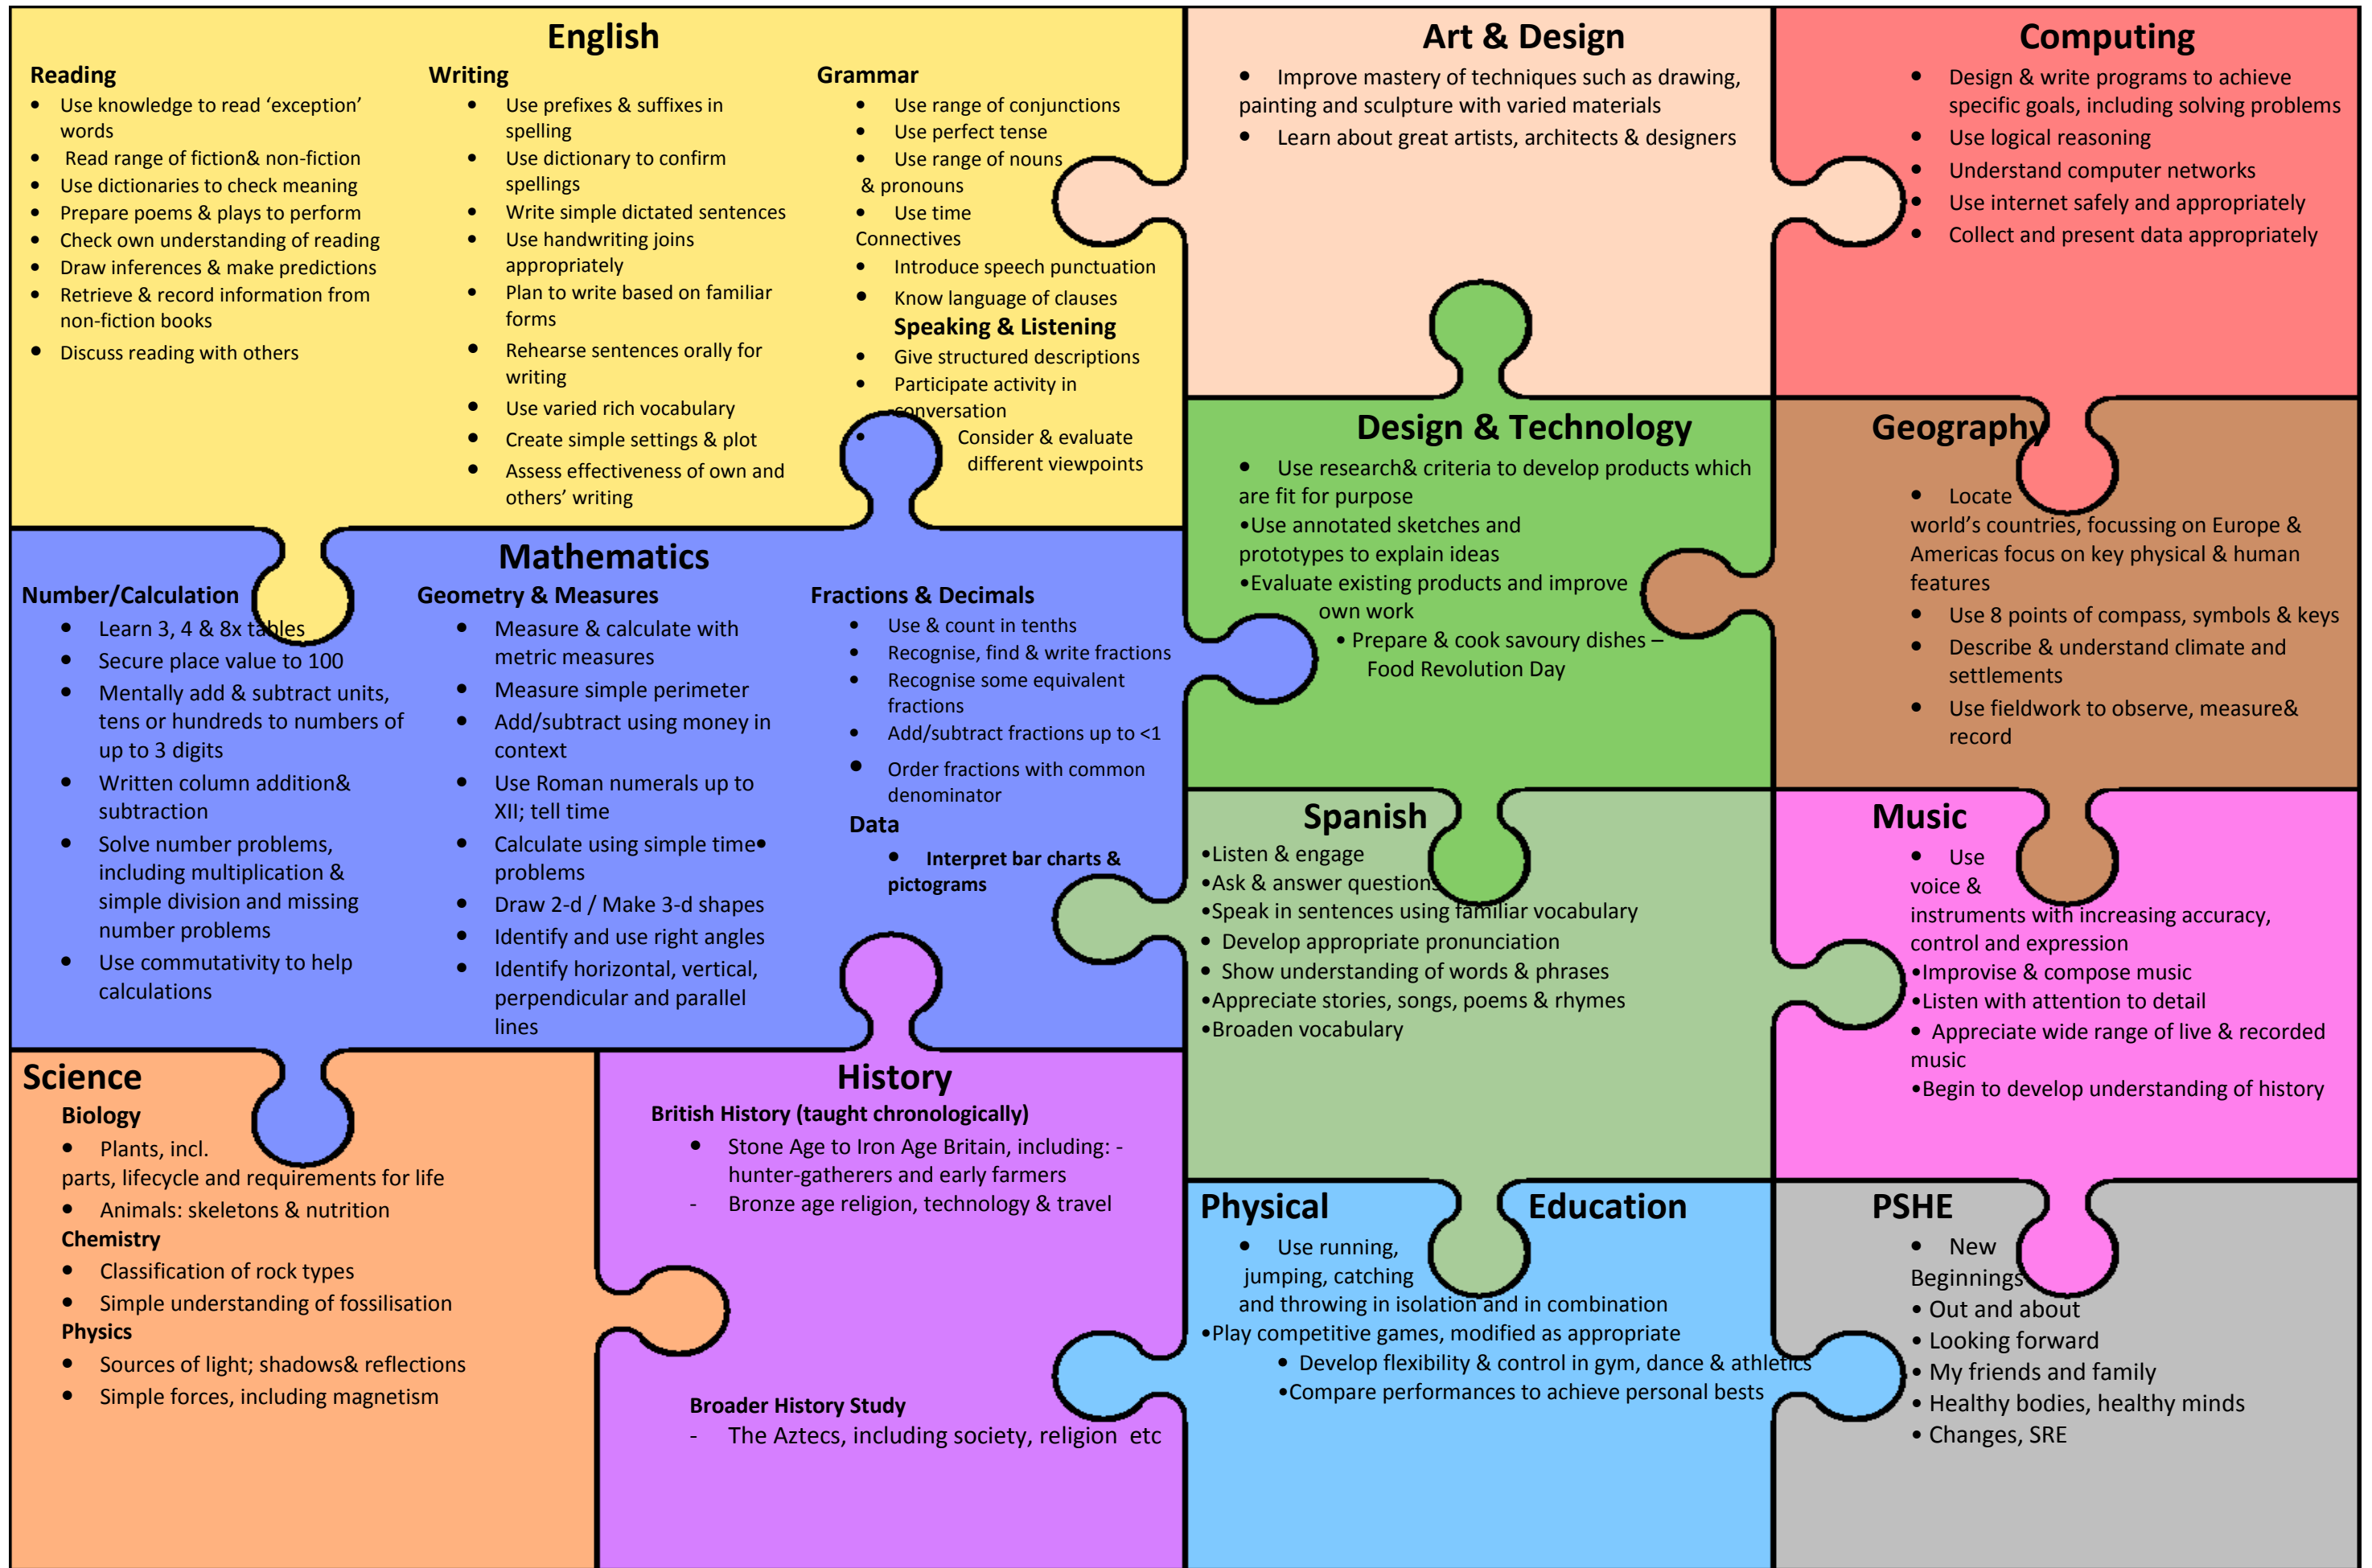 English
Reading
• Use knowledge to read ‘exception’
words
• Read range of fiction& non-fiction
• Use dictionaries to check meaning
• Prepare poems & plays to perform
• Check own understanding of reading
• Draw inferences & make predictions
• Retrieve & record information from
non-fiction books
• Discuss reading with others
Writing
• Use prefixes & suffixes in
spelling
• Use dictionary to confirm
spellings
• Write simple dictated sentences
• Use handwriting joins
appropriately
• Plan to write based on familiar
forms
• Rehearse sentences orally for
writing
• Use varied rich vocabulary
• Create simple settings & plot
• Assess effectiveness of own and
others’ writing
Grammar
• Use range of conjunctions
• Use perfect tense
• Use range of nouns
& pronouns
• Use time
Connectives
• Introduce speech punctuation
• Know language of clauses
Speaking & Listening
• Give structured descriptions
• Participate activity in
conversation
• Consider & evaluate
different viewpoints
Art & Design
• Improve mastery of techniques such as drawing,
painting and sculpture with varied materials
• Learn about great artists, architects & designers
Computing
• Design & write programs to achieve
specific goals, including solving problems
• Use logical reasoning
• Understand computer networks
• Use internet safely and appropriately
• Collect and present data appropriately
Design & Technology
• Use research& criteria to develop products which
are fit for purpose
•Use annotated sketches and
prototypes to explain ideas
•Evaluate existing products and improve
own work
• Prepare & cook savoury dishes –
Food Revolution Day
Geography
• Locate
world’s countries, focussing on Europe &
Americas focus on key physical & human
features
• Use 8 points of compass, symbols & keys
• Describe & understand climate and
settlements
• Use fieldwork to observe, measure&
record
Mathematics
Number/Calculation
• Learn 3, 4 & 8x tables
• Secure place value to 100
• Mentally add & subtract units,
tens or hundreds to numbers of
up to 3 digits
• Written column addition&
subtraction
• Solve number problems,
including multiplication &
simple division and missing
number problems
• Use commutativity to help
calculations
Geometry & Measures
• Measure & calculate with
metric measures
• Measure simple perimeter
• Add/subtract using money in
context
• Use Roman numerals up to
XII; tell time
• Calculate using simple time•
problems
• Draw 2-d / Make 3-d shapes
• Identify and use right angles
• Identify horizontal, vertical,
perpendicular and parallel
lines
Fractions & Decimals
• Use & count in tenths
• Recognise, find & write fractions
• Recognise some equivalent
fractions
• Add/subtract fractions up to <1
• Order fractions with common
denominator
Data
• Interpret bar charts &
pictograms
Spanish
•Listen & engage
•Ask & answer questions
•Speak in sentences using familiar vocabulary
• Develop appropriate pronunciation
• Show understanding of words & phrases
•Appreciate stories, songs, poems & rhymes
•Broaden vocabulary
Music
• Use
voice &
instruments with increasing accuracy,
control and expression
•Improvise & compose music
•Listen with attention to detail
• Appreciate wide range of live & recorded
music
•Begin to develop understanding of history
Science
Biology
• Plants, incl.
parts, lifecycle and requirements for life
• Animals: skeletons & nutrition
Chemistry
• Classification of rock types
• Simple understanding of fossilisation
Physics
• Sources of light; shadows& reflections
• Simple forces, including magnetism
History
British History (taught chronologically)
• Stone Age to Iron Age Britain, including: -
hunter-gatherers and early farmers
- Bronze age religion, technology & travel
Broader History Study
- The Aztecs, including society, religion etc
Physical Education
• Use running,
jumping, catching
and throwing in isolation and in combination
•Play competitive games, modified as appropriate
• Develop flexibility & control in gym, dance & athletics
•Compare performances to achieve personal bests
PSHE
• New
Beginnings
• Out and about
• Looking forward
• My friends and family
• Healthy bodies, healthy minds
• Changes, SRE